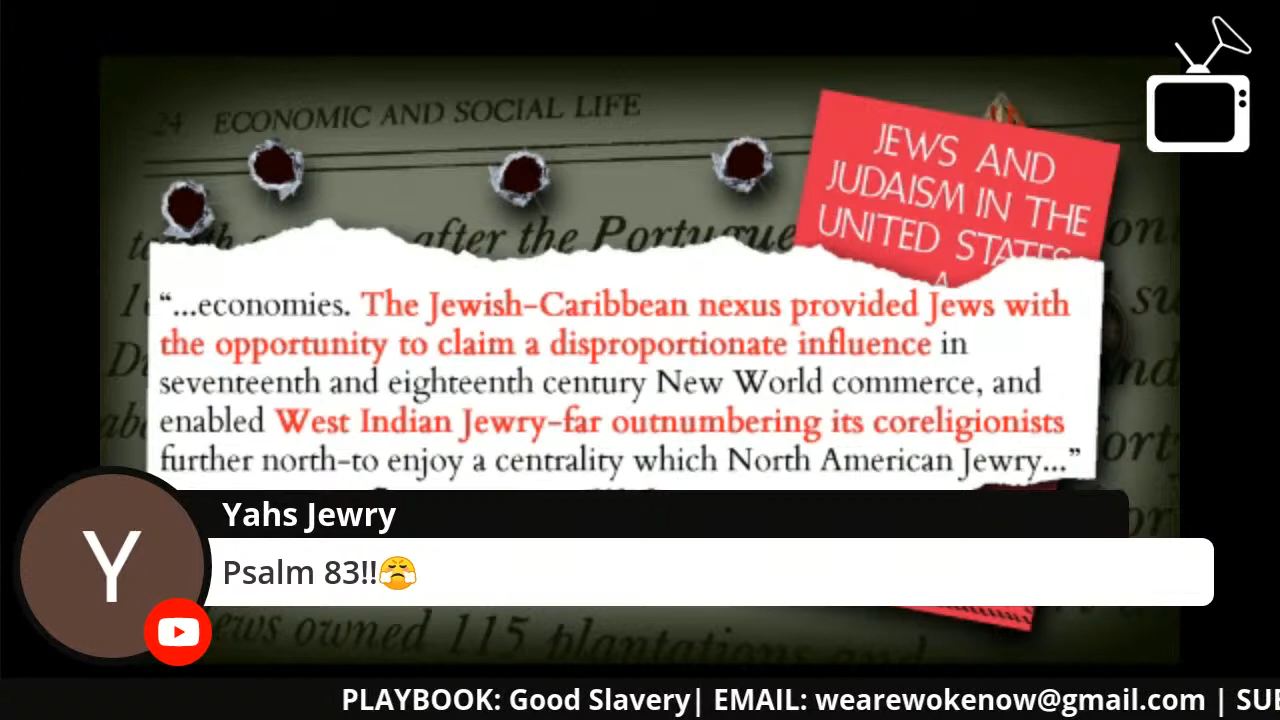 24 ECONOMIC AND SOCIAL LIFE
JEWS AND
JUDAISM IN THE
UNITED STATES
A
after the Portugue
“...economies. The Jewish-Caribbean nexus provided Jews with
the opportunity to claim a disproportionate influence in
seventeenth and eighteenth century New World commerce, and
enabled West Indian Jewry-far outnumbering its coreligionists
further north-to enjoy a centrality which North American Jewry...”
Yahs Jewry
Y
Psalm 83!!😤
ews owned 115 plantations and
PLAYBOOK: Good Slavery| EMAIL: wearewokenow@gmail.com | SU